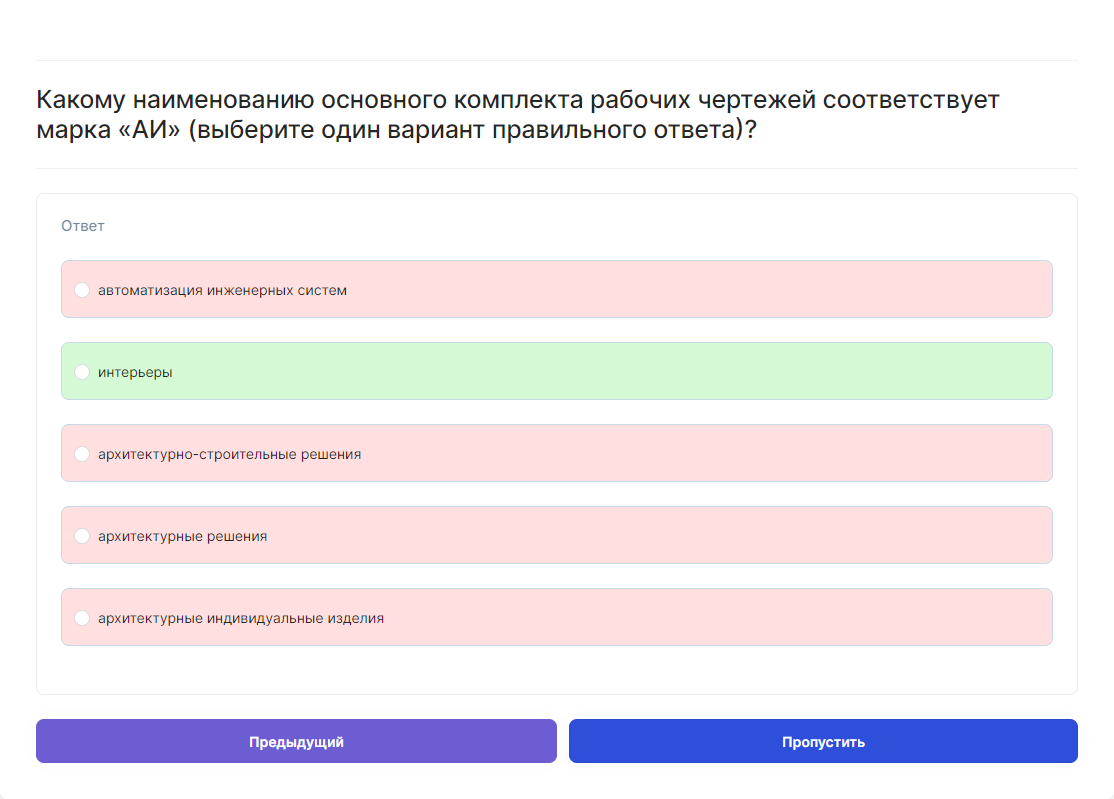 Какому наименованию основного комплекта рабочих чертежей соответствует
марка «АИ» (выберите один вариант правильного ответа)?
Ответ
автоматизация инженерных систем
интерьеры
архитектурно-строительные решения
архитектурные решения
архитектурные индивидуальные изделия
Предыдущий
Пропустить